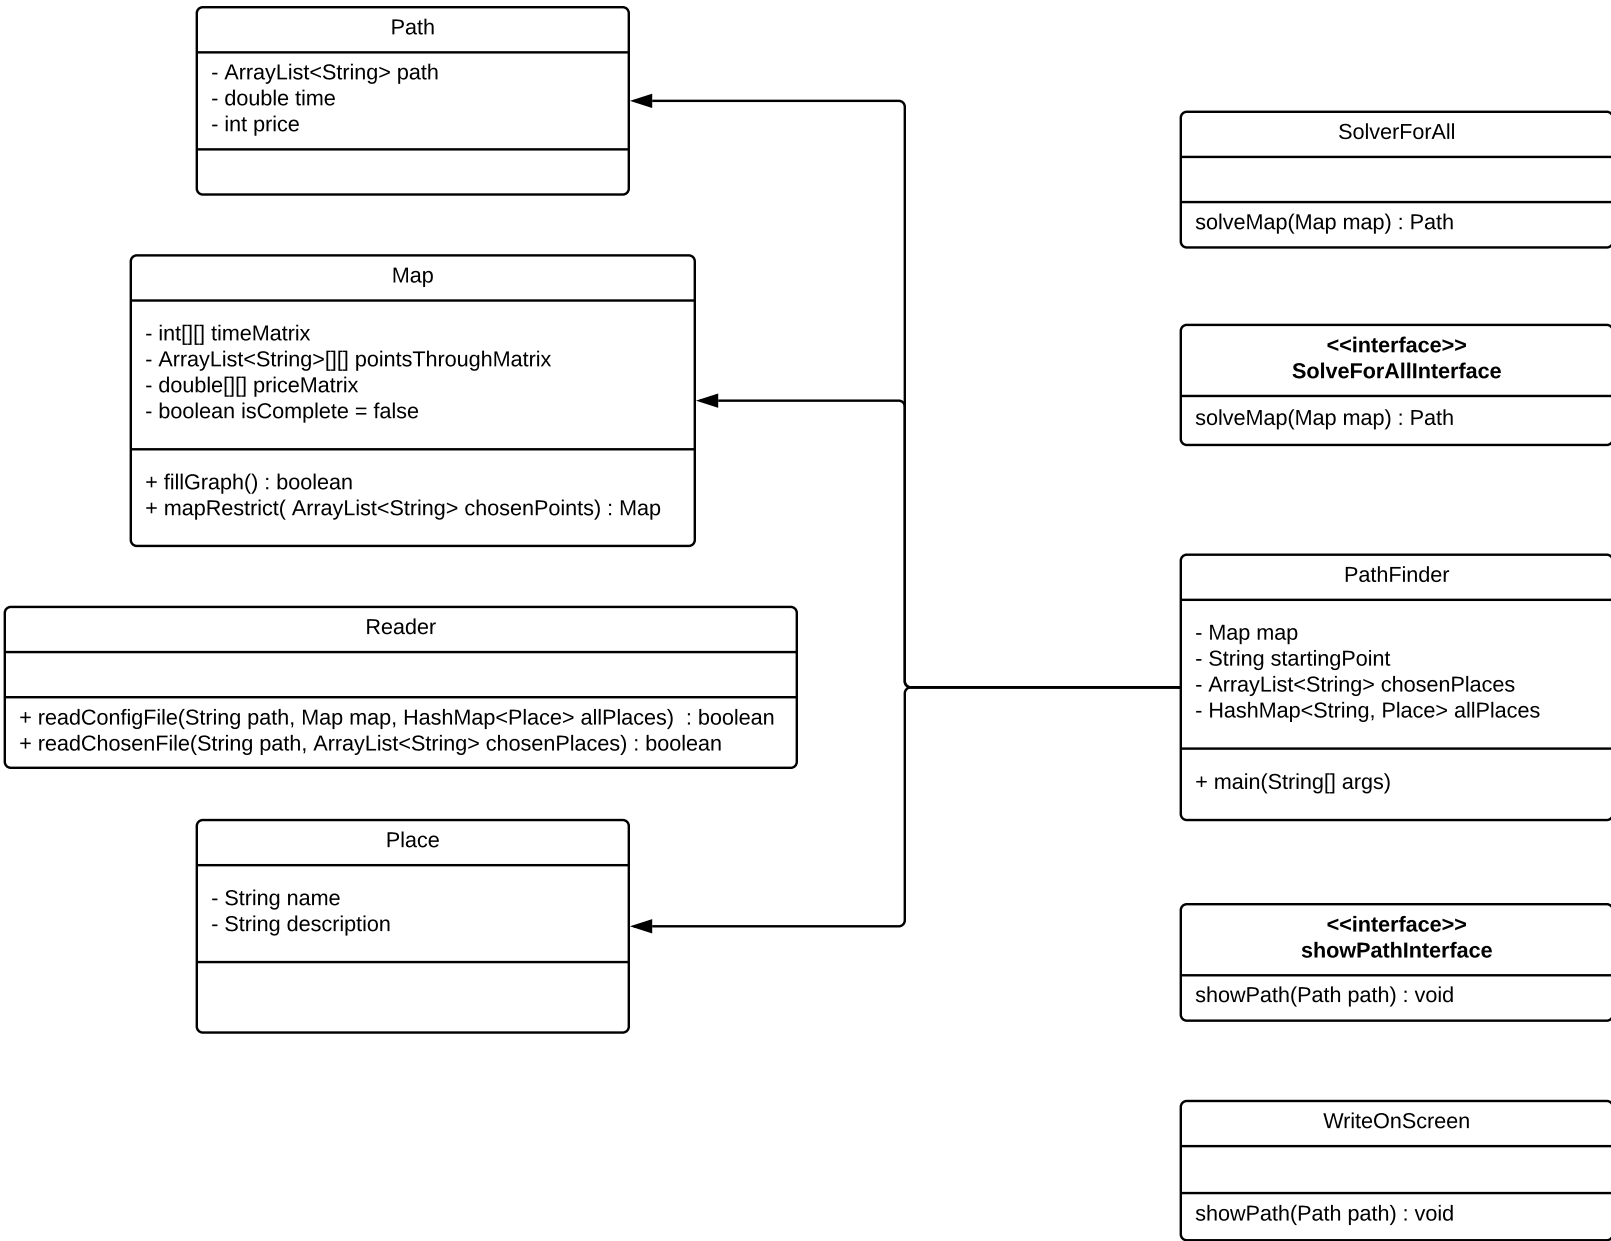 Path
- ArrayList<String> path
- double time
- int price
Map
- int[][] timeMatrix
- ArrayList<String>[][] pointsThroughMatrix
- double[][] priceMatrix
- boolean isComplete = false
+ fillGraph() : boolean
+ mapRestrict( ArrayList<String> chosenPoints) : Map
Reader
+ readConfigFile(String path, Map map, HashMap<Place> allPlaces)  : boolean
+ readChosenFile(String path, ArrayList<String> chosenPlaces) : boolean
Place
- String name
- String description
SolverForAll
solveMap(Map map) : Path
<<interface>>
SolveForAllInterface
solveMap(Map map) : Path
PathFinder
- Map map
- String startingPoint
- ArrayList<String> chosenPlaces
- HashMap<String, Place> allPlaces
+ main(String[] args)
<<interface>>
showPathInterface
showPath(Path path) : void
WriteOnScreen
showPath(Path path) : void